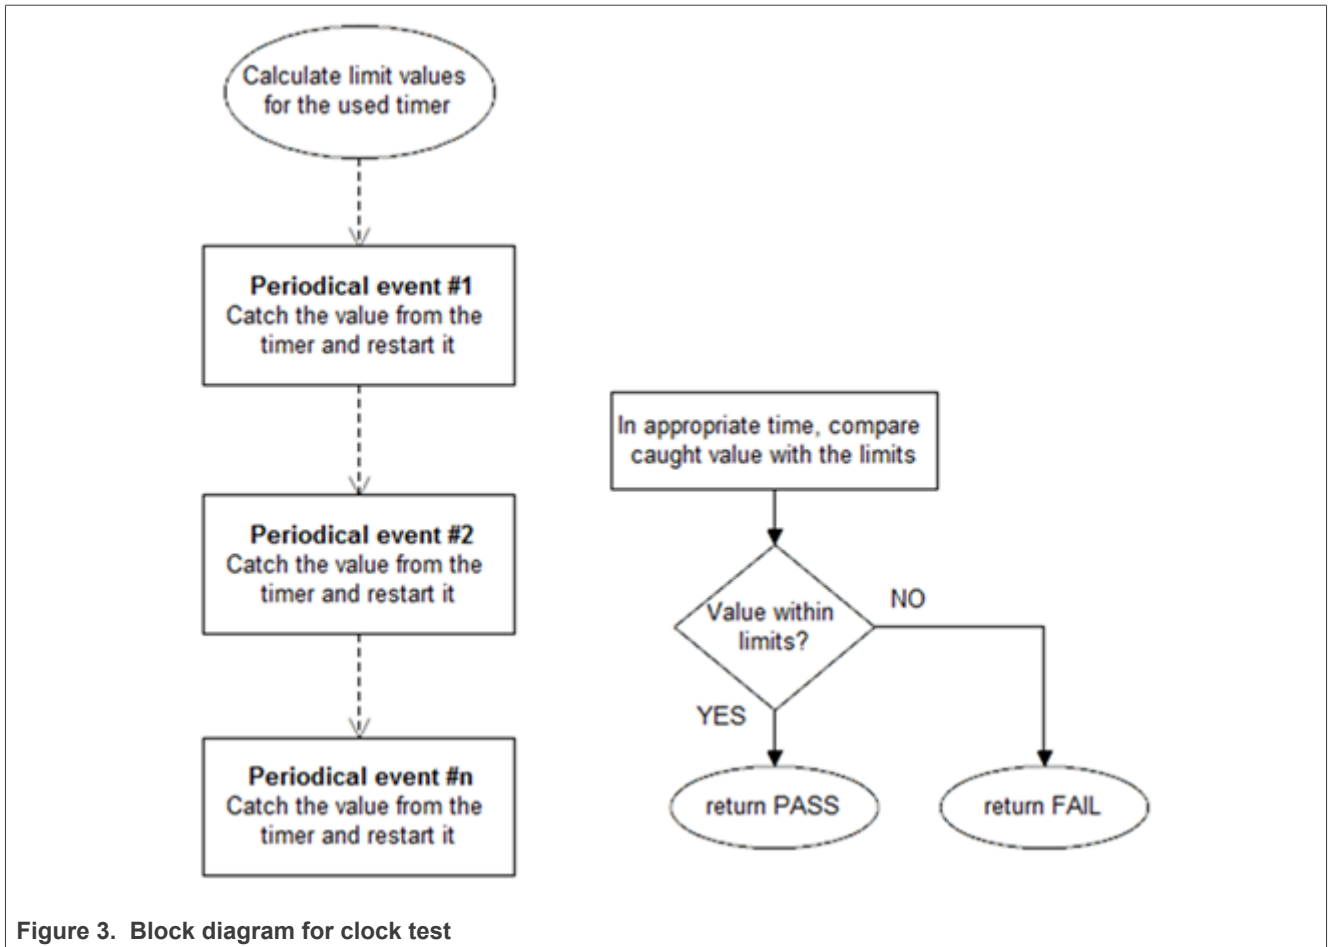 Calculate limit values
for the used timer
Periodical event #1
Catch the value from the
timer and restart it
Periodical event #2
Catch the value from the
timer and restart it
Periodical event #n
Catch the value from the
timer and restart it
In appropriate time, compare
caught value with the limits
Value within
limits?
NO
YES
return PASS
return FAIL
Figure 3. Block diagram for clock test